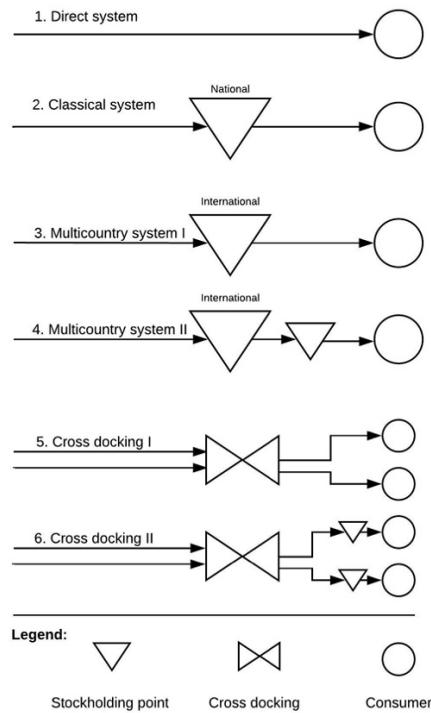 1. Direct system
National
2. Classical system
International
3. Multicountry system I
International
4. Multicountry system II
5. Cross docking I
6. Cross docking II
Legend:
Stockholding point
Cross docking
Consumer